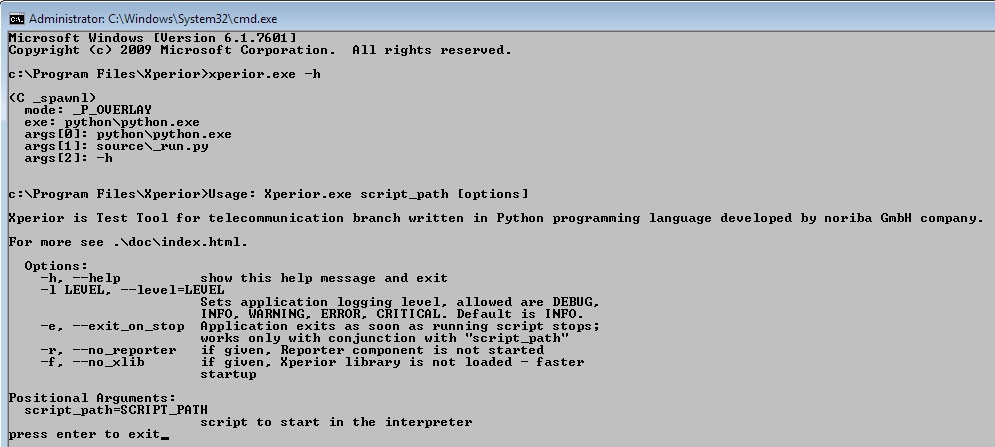 Administrator: C:\Windows\System32\cmd.exe
Microsoft Windows [Version 6.1.7601]
Copyright (c) 2009 Microsoft Corporation.  All rights reserved.
c:\Program Files\Xperior>xperior.exe -h
(C _spawnl)
mode: _P_OVERLAY
exe: python\python.exe
args[0]: python\python.exe
args[1]: source\_run.py
args[2]: -h
c:\Program Files\Xperior>Usage: Xperior.exe script_path [options]
Xperior is Test Tool for telecommunication branch written in Python programming language developed by noriba GmbH company.
For more see .\doc\index.html.
Options:
-h, --help          show this help message and exit
-l LEVEL, --level=LEVEL
Sets application logging level, allowed are DEBUG,
INFO, WARNING, ERROR, CRITICAL. Default is INFO.
-e, --exit_on_stop  Application exits as soon as running script stops;
works only with conjunction with "script_path"
-r, --no_reporter   if given, Reporter component is not started
-f, --no_xlib       if given, Xperior library is not loaded - faster
startup
Positional Arguments:
script_path=SCRIPT_PATH
script to start in the interpreter
press enter to exit_